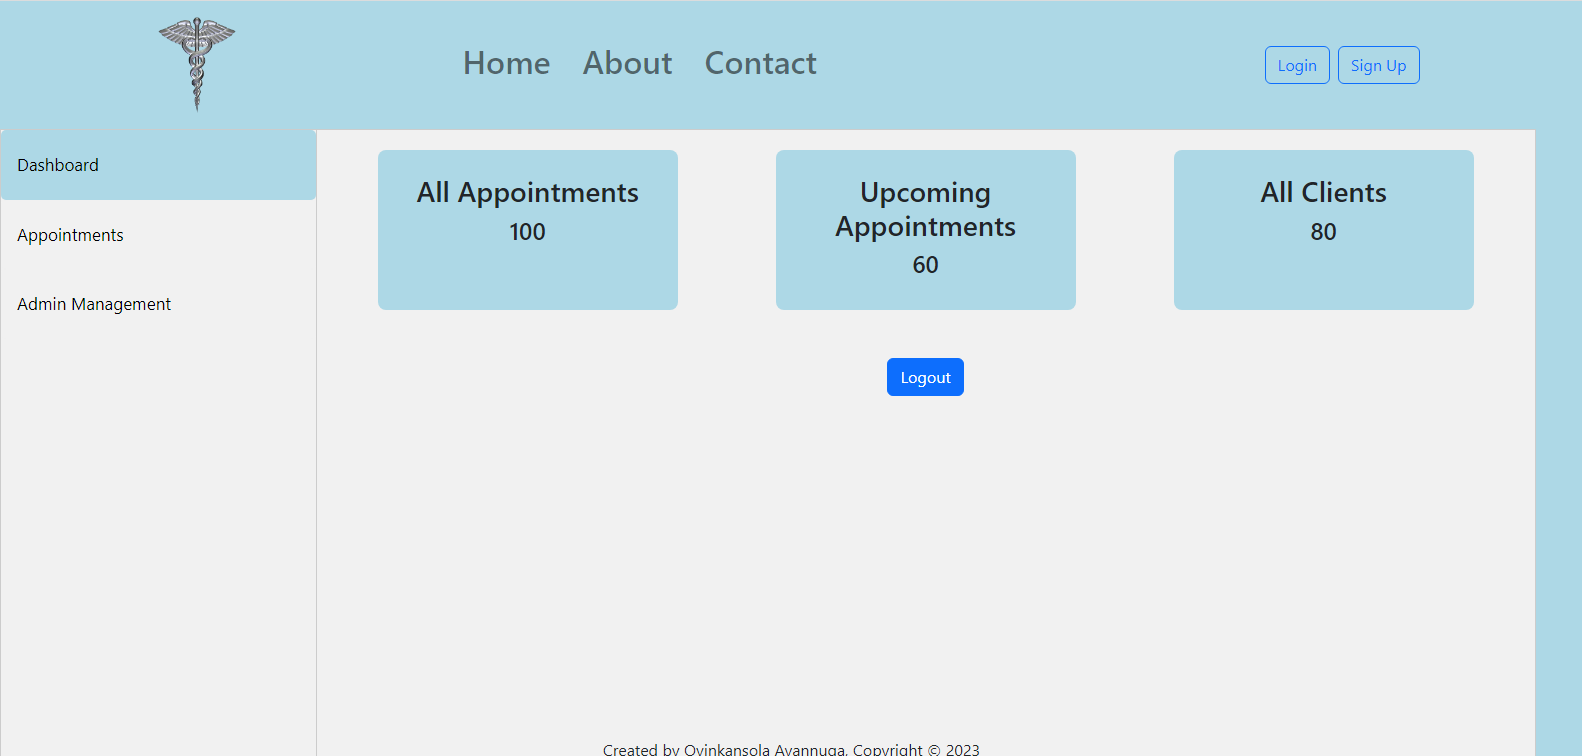 Home About Contact
Login Sign Up
Dashboard
Appointments
Admin Management
All Appointments
100
Upcoming
Appointments
60
All Clients
80
Logout
Created by Oyinkansola Ayannuga. Copyright © 2023